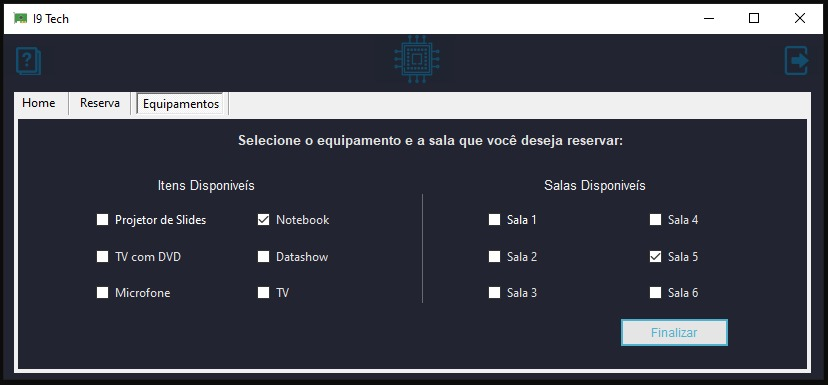 I9 Tech
?
Home Reserva Equipamentos
Selecione o equipamento e a sala que você deseja reservar:
Itens Disponiveís Salas Disponiveís
Projetor de Slides Notebook Sala 1 Sala 4
TV com DVD Datashow Sala 2 Sala 5
Microfone TV Sala 3 Sala 6
Finalizar